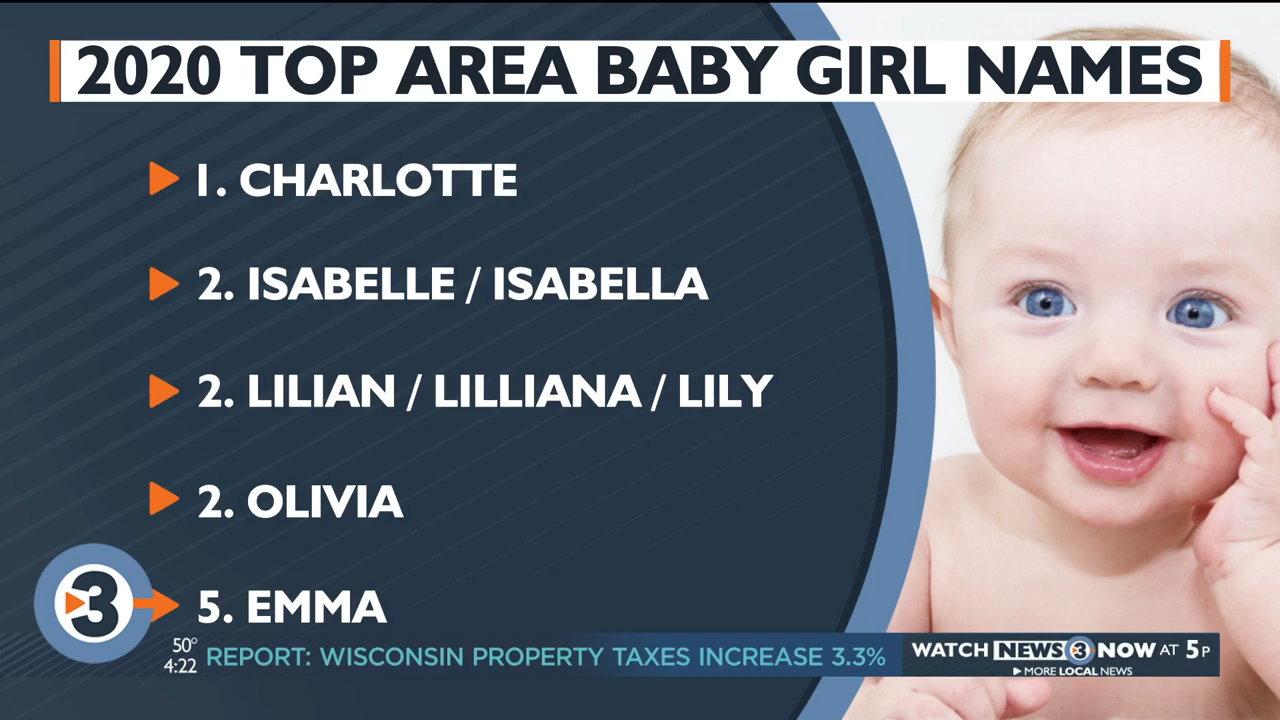 2020 TOP AREA BABY GIRL NAMES
1. CHARLOTTE
2. ISABELLE / ISABELLA
2. LILIAN / LILLIANA / LILY
2. OLIVIA
5. EMMA
3
50°
4:22
REPORT: WISCONSIN PROPERTY TAXES INCREASE 3.3%
WATCH NEWS 3 NOW AT 5P
MORE LOCAL NEWS